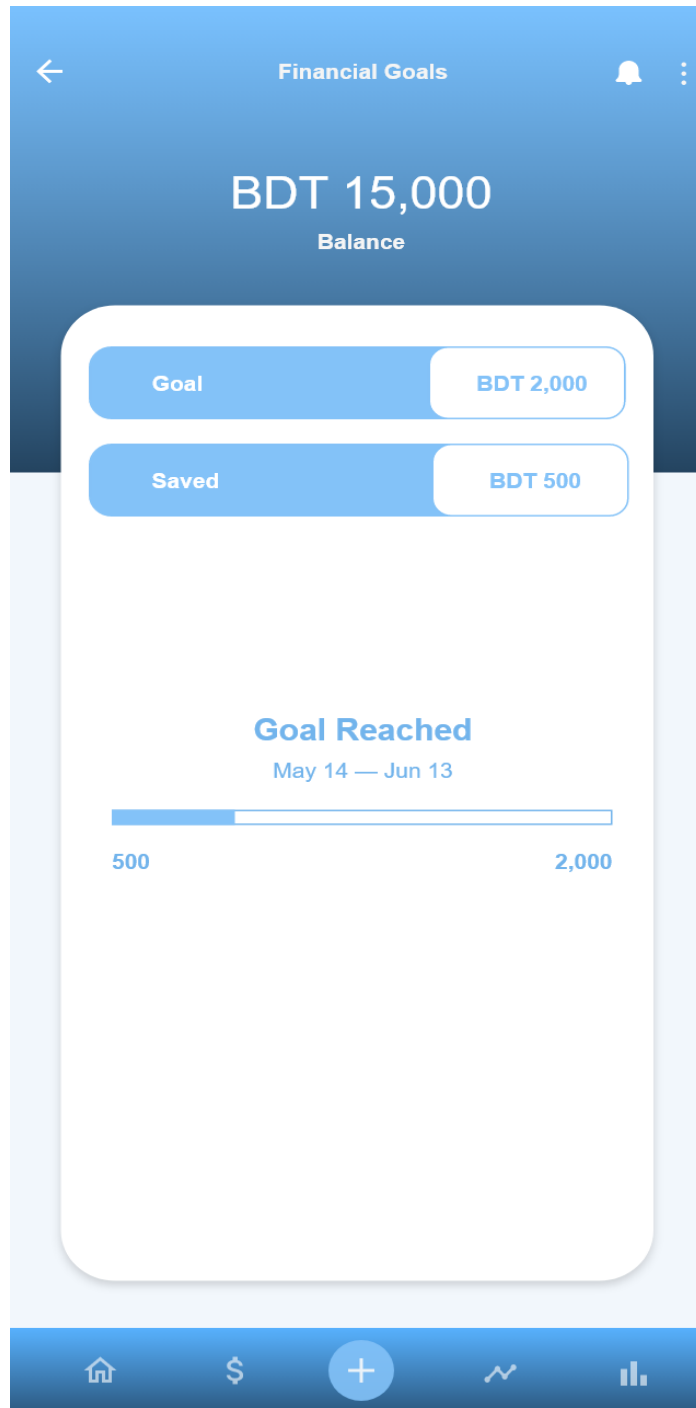 Financial Goals
BDT 15,000
Balance
Goal BDT 2,000
Saved BDT 500
Goal Reached
May 14 — Jun 13
500 2,000